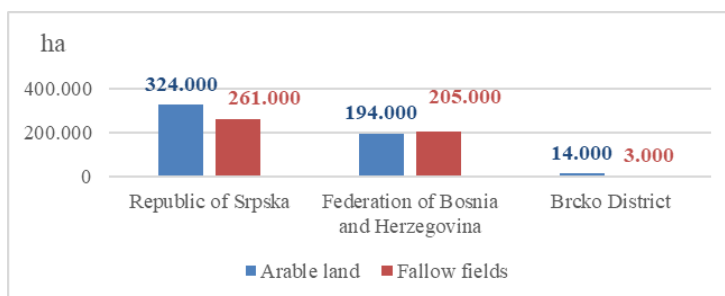 ha
400.000
200.000
0
324.000
261.000
194.000
205.000
14.000
3.000
Republic of Srpska
Federation of Bosnia
and Herzegovina
Brcko District
Arable land
Fallow fields